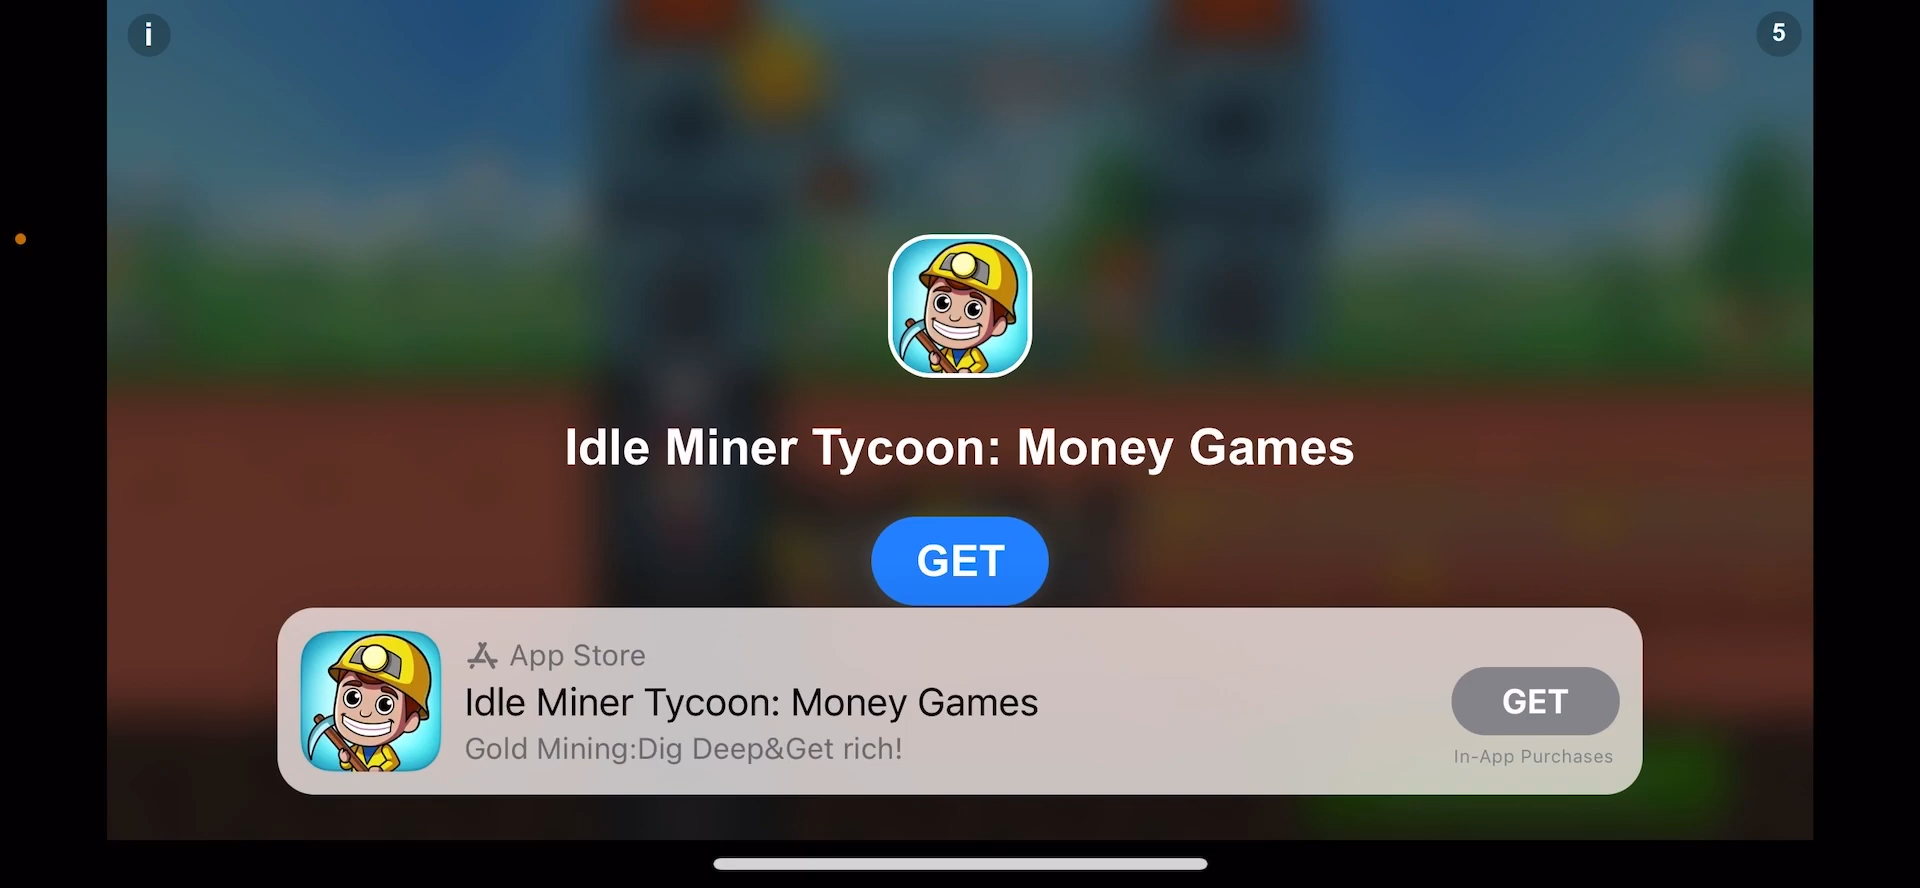 i
5
Idle Miner Tycoon: Money Games
GET
App Store
Idle Miner Tycoon: Money Games
Gold Mining:Dig Deep&Get rich!
GET
In-App Purchases